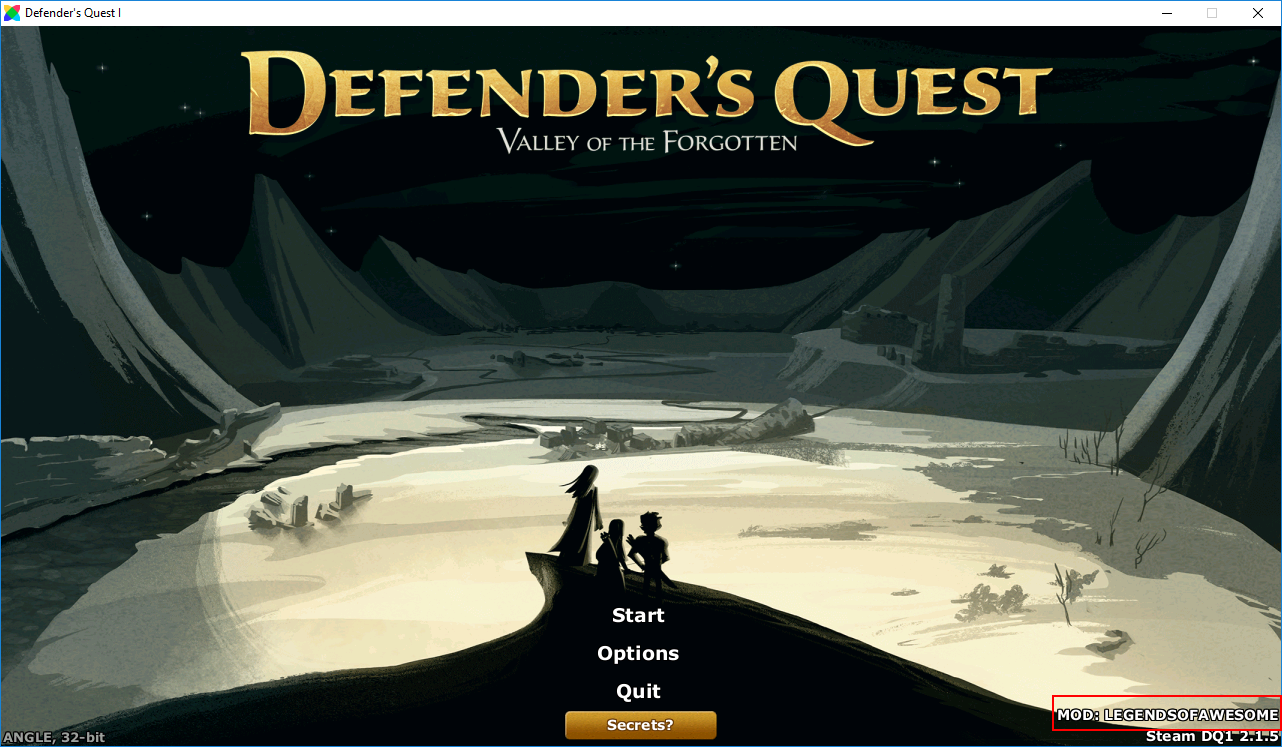 Defender's Quest I
DEFENDER'S QUEST
VALLEY OF THE FORGOTTEN
Start
Options
Quit
Secrets?
MOD: LEGENDSOFAWESOME
ANGLE, 32-bit
Steam DQ1 2.1.5